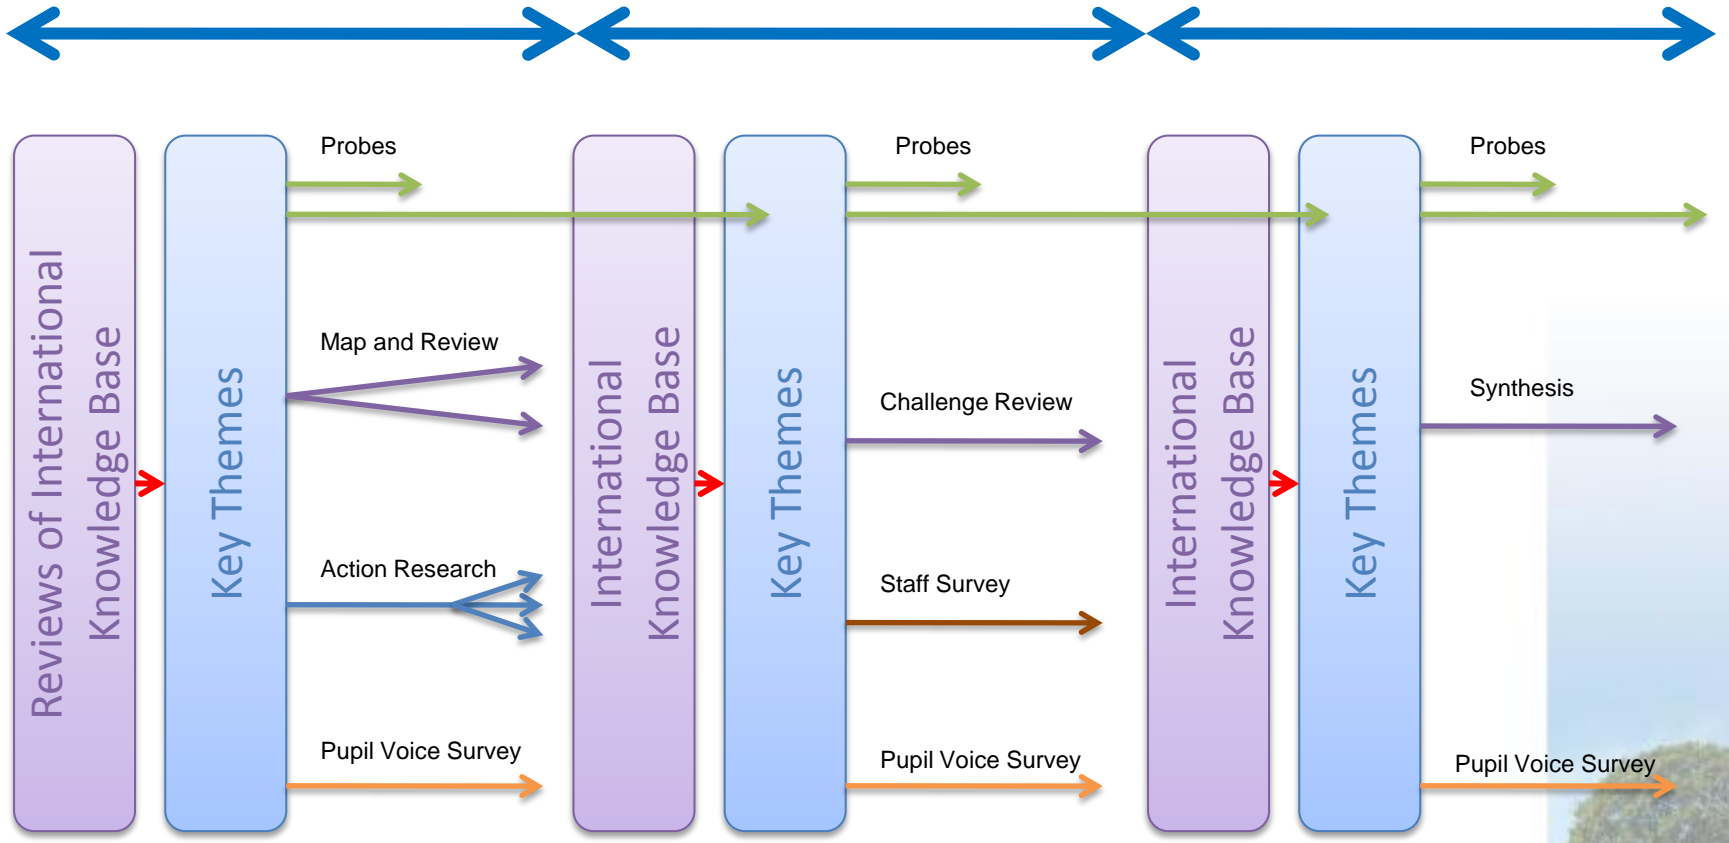 Reviews of International
Knowledge Base
Key Themes
Probes
Map and Review
Action Research
Pupil Voice Survey
International
Knowledge Base
Key Themes
Probes
Challenge Review
Staff Survey
Pupil Voice Survey
International
Knowledge Base
Key Themes
Probes
Synthesis
Pupil Voice Survey